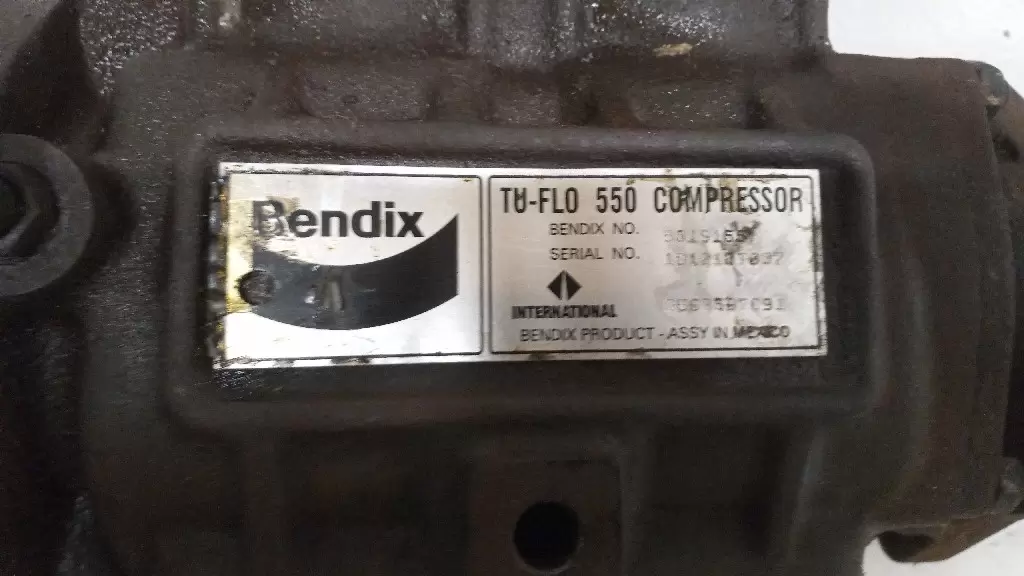 Bendix
TU-FLO 550 COMPRESSOR
BENDIX NO.
SERIAL NO.
INTERNATIONAL
BENDIX PRODUCT - ASSY IN MEXICO